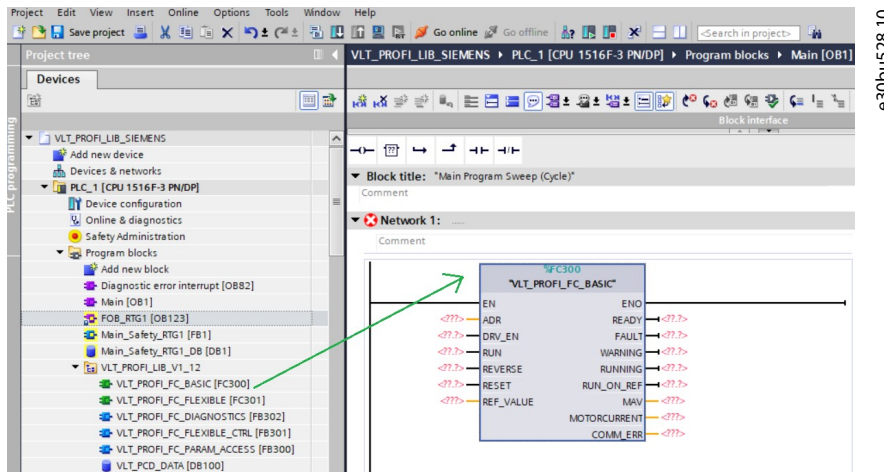 Project Edit View Insert Online Options Tools Window Help
Save project Go online Go offline <Search in project>
Project tree
VLT_PROFI_LIB_SIEMENS ▸ PLC_1 [CPU 1516F-3 PN/DP] ▸ Program blocks ▸ Main [OB1]
Devices
Block interface
PLC programming
VLT_PROFI_LIB_SIEMENS
Add new device
Devices & networks
PLC_1 [CPU 1516F-3 PN/DP]
Device configuration
Online & diagnostics
Safety Administration
Program blocks
Add new block
Diagnostic error interrupt [OB82]
Main [OB1]
FOB_RTG1 [OB123]
Main_Safety_RTG1 [FB1]
Main_Safety_RTG1_DB [DB1]
VLT_PROFI_LIB_V1_12
VLT_PROFI_FC_BASIC [FC300]
VLT_PROFI_FC_FLEXIBLE [FC301]
VLT_PROFI_FC_DIAGNOSTICS [FB302]
VLT_PROFI_FC_FLEXIBLE_CTRL [FB301]
VLT_PROFI_FC_PARAM_ACCESS [FB300]
VLT_PCD_DATA [DB100]
??
Block title: "Main Program Sweep (Cycle)"
Comment
Network 1: .....
Comment
%FC300
"VLT_PROFI_FC_BASIC"
EN ENO
<???> ADR READY <??.?>
<??.?> DRV_EN FAULT <??.?>
<??.?> RUN WARNING <??.?>
<??.?> REVERSE RUNNING <??.?>
<??.?> RESET RUN_ON_REF <??.?>
<???> REF_VALUE MAV <???>
MOTORCURRENT <???>
COMM_ERR <???>
e30bu528.10